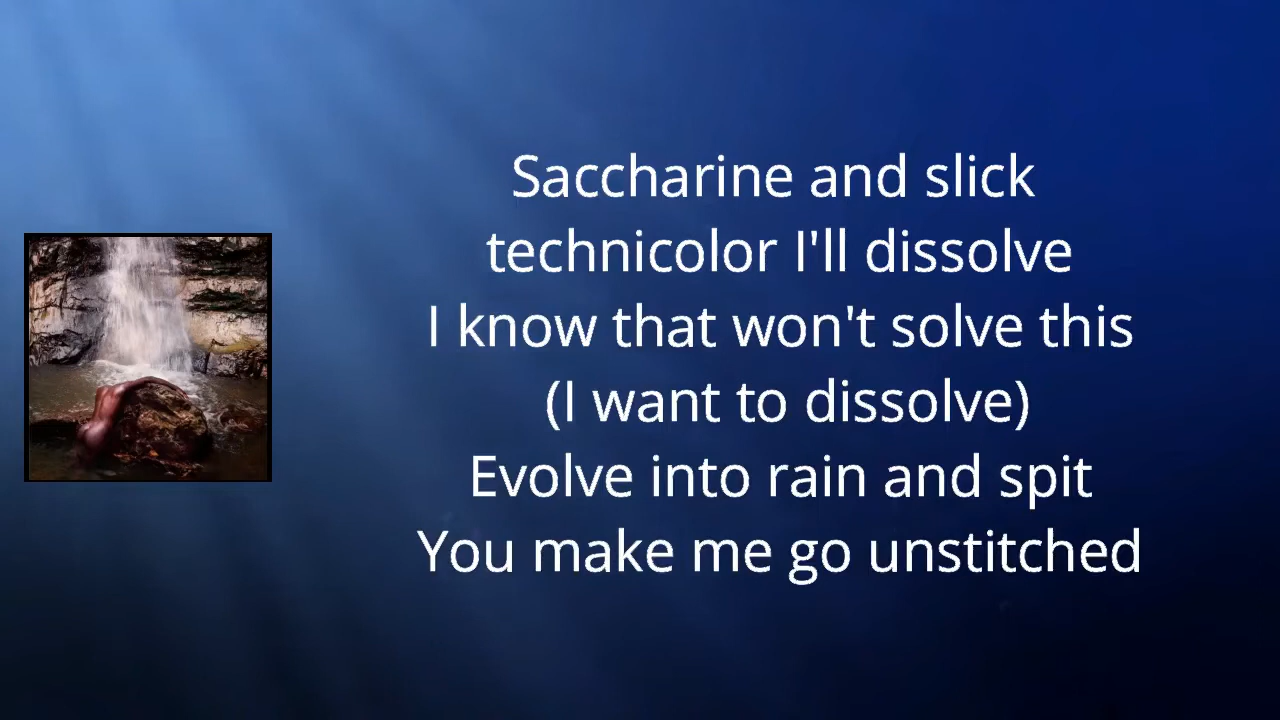 Saccharine and slick
technicolor I'll dissolve
I know that won't solve this
(I want to dissolve)
Evolve into rain and spit
You make me go unstitched